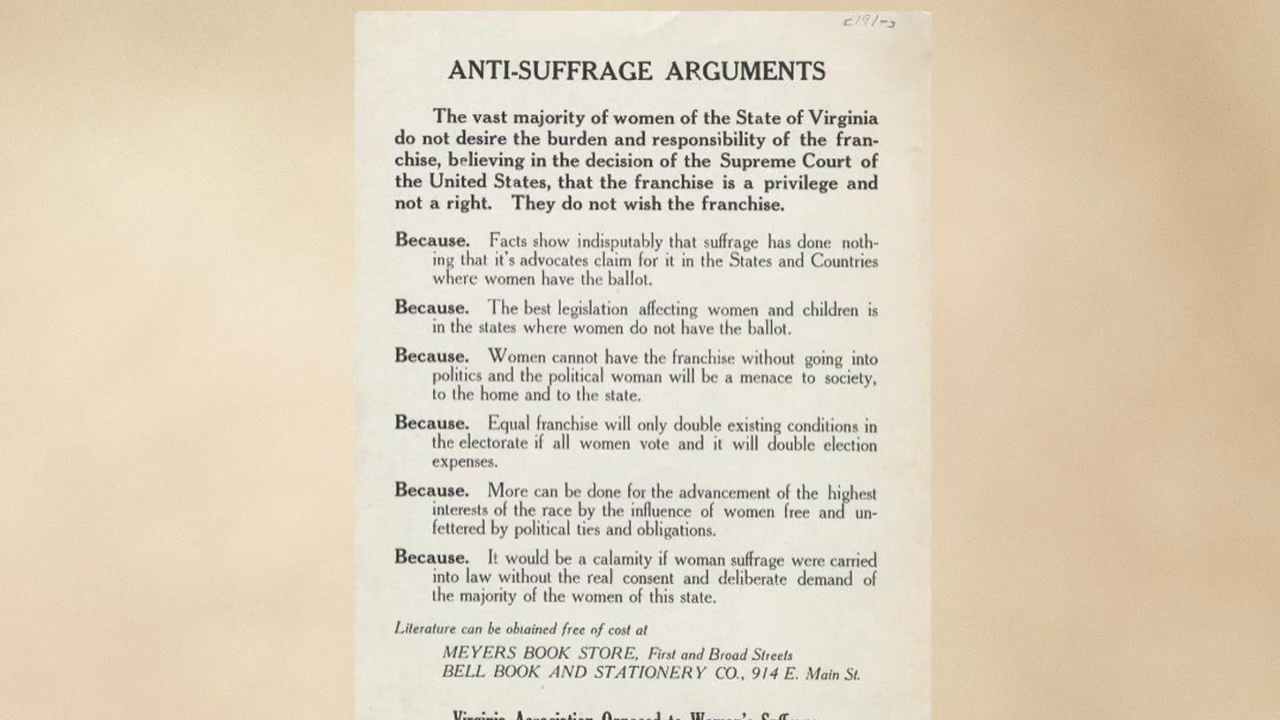 ANTI-SUFFRAGE ARGUMENTS
The vast majority of women of the State of Virginia
do not desire the burden and responsibility of the fran-
chise, believing in the decision of the Supreme Court of
the United States, that the franchise is a privilege and
not a right. They do not wish the franchise.
Because. Facts show indisputably that suffrage has done noth-
ing that it's advocates claim for it in the States and Countries
where women have the ballot.
Because. The best legislation affecting women and children is
in the states where women do not have the ballot.
Because. Women cannot have the franchise without going into
politics and the political woman will be a menace to society,
to the home and to the state.
Because. Equal franchise will only double existing conditions in
the electorate if all women vote and it will double election
expenses.
Because. More can be done for the advancement of the highest
interests of the race by the influence of women free and un-
fettered by political ties and obligations.
Because. It would be a calamity if woman suffrage were carried
into law without the real consent and deliberate demand of
the majority of the women of this state.
Literature can be obtained free of cost at
MEYERS BOOK STORE, First and Broad Streets
BELL BOOK AND STATIONERY CO., 914 E. Main St.
Virginia Association Opposed to Women's